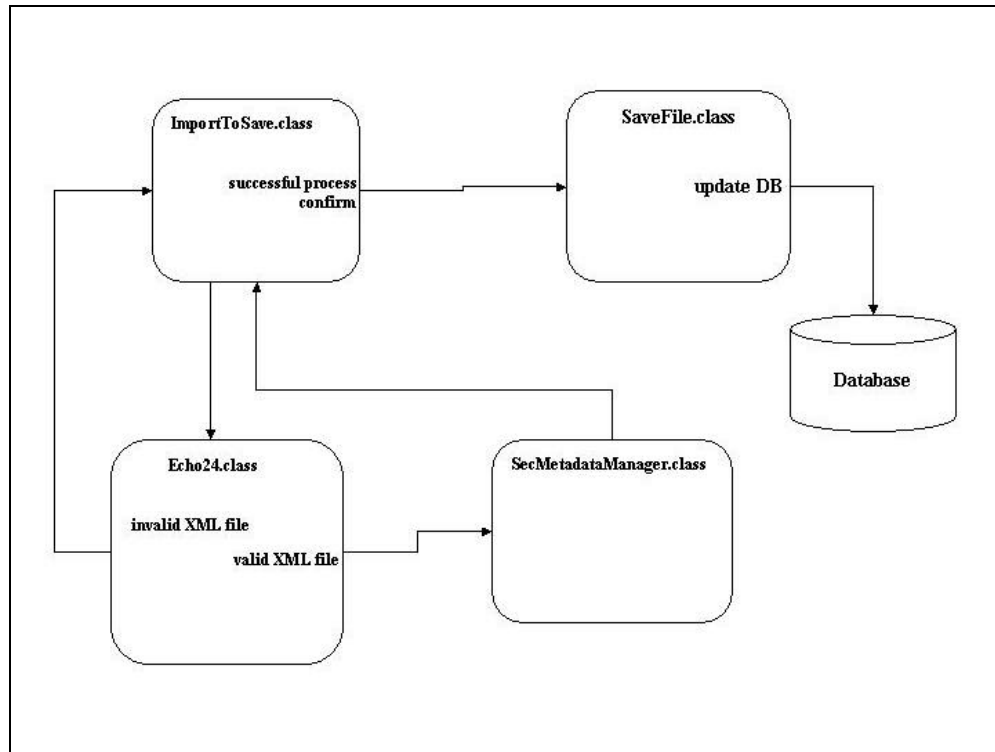 ImportToSave.class
successful process
confirm
SaveFile.class
update DB
Database
Echo24.class
invalid XML file
valid XML file
SecMetadataManager.class